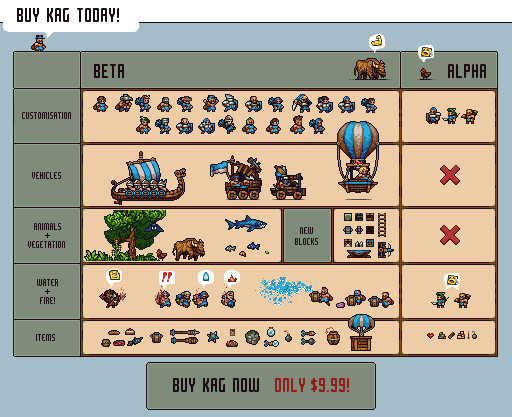 BUY KAG TODAY!
BETA
ALPHA
CUSTOMISATION
VEHICLES
ANIMALS
+
VEGETATION
NEW
BLOCKS
WATER
+
FIRE!
ITEMS
BUY KAG NOW ONLY $9.99!